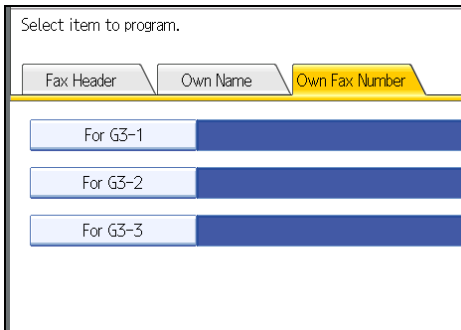 Select item to program.
Fax Header Own Name Own Fax Number
For G3-1
For G3-2
For G3-3